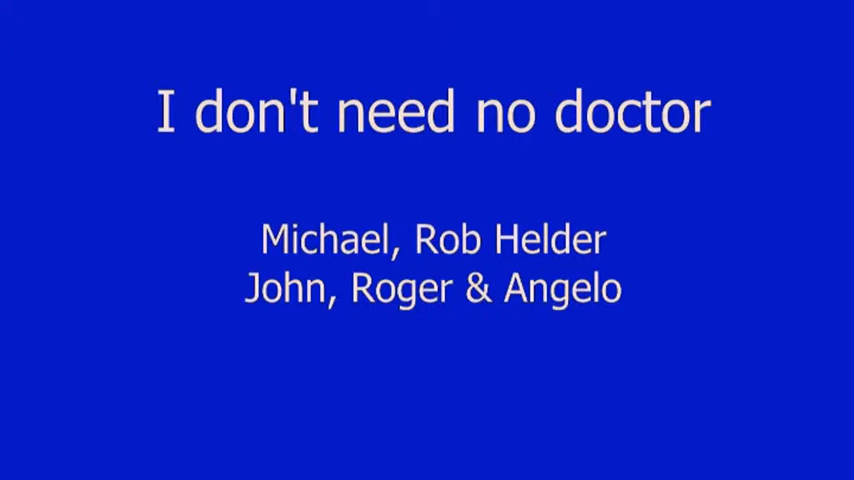 I don't need no doctor
Michael, Rob Helder
John, Roger & Angelo